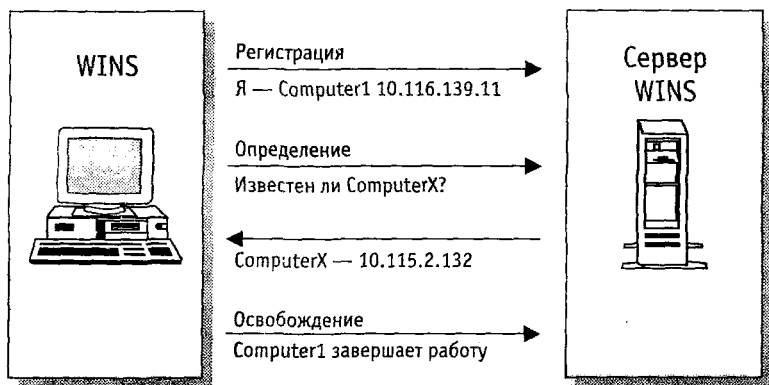 WINS
Регистрация
Я — Computer1 10.116.139.11
Определение
Известен ли ComputerX?
ComputerX — 10.115.2.132
Освобождение
Computer1 завершает работу
Сервер
WINS